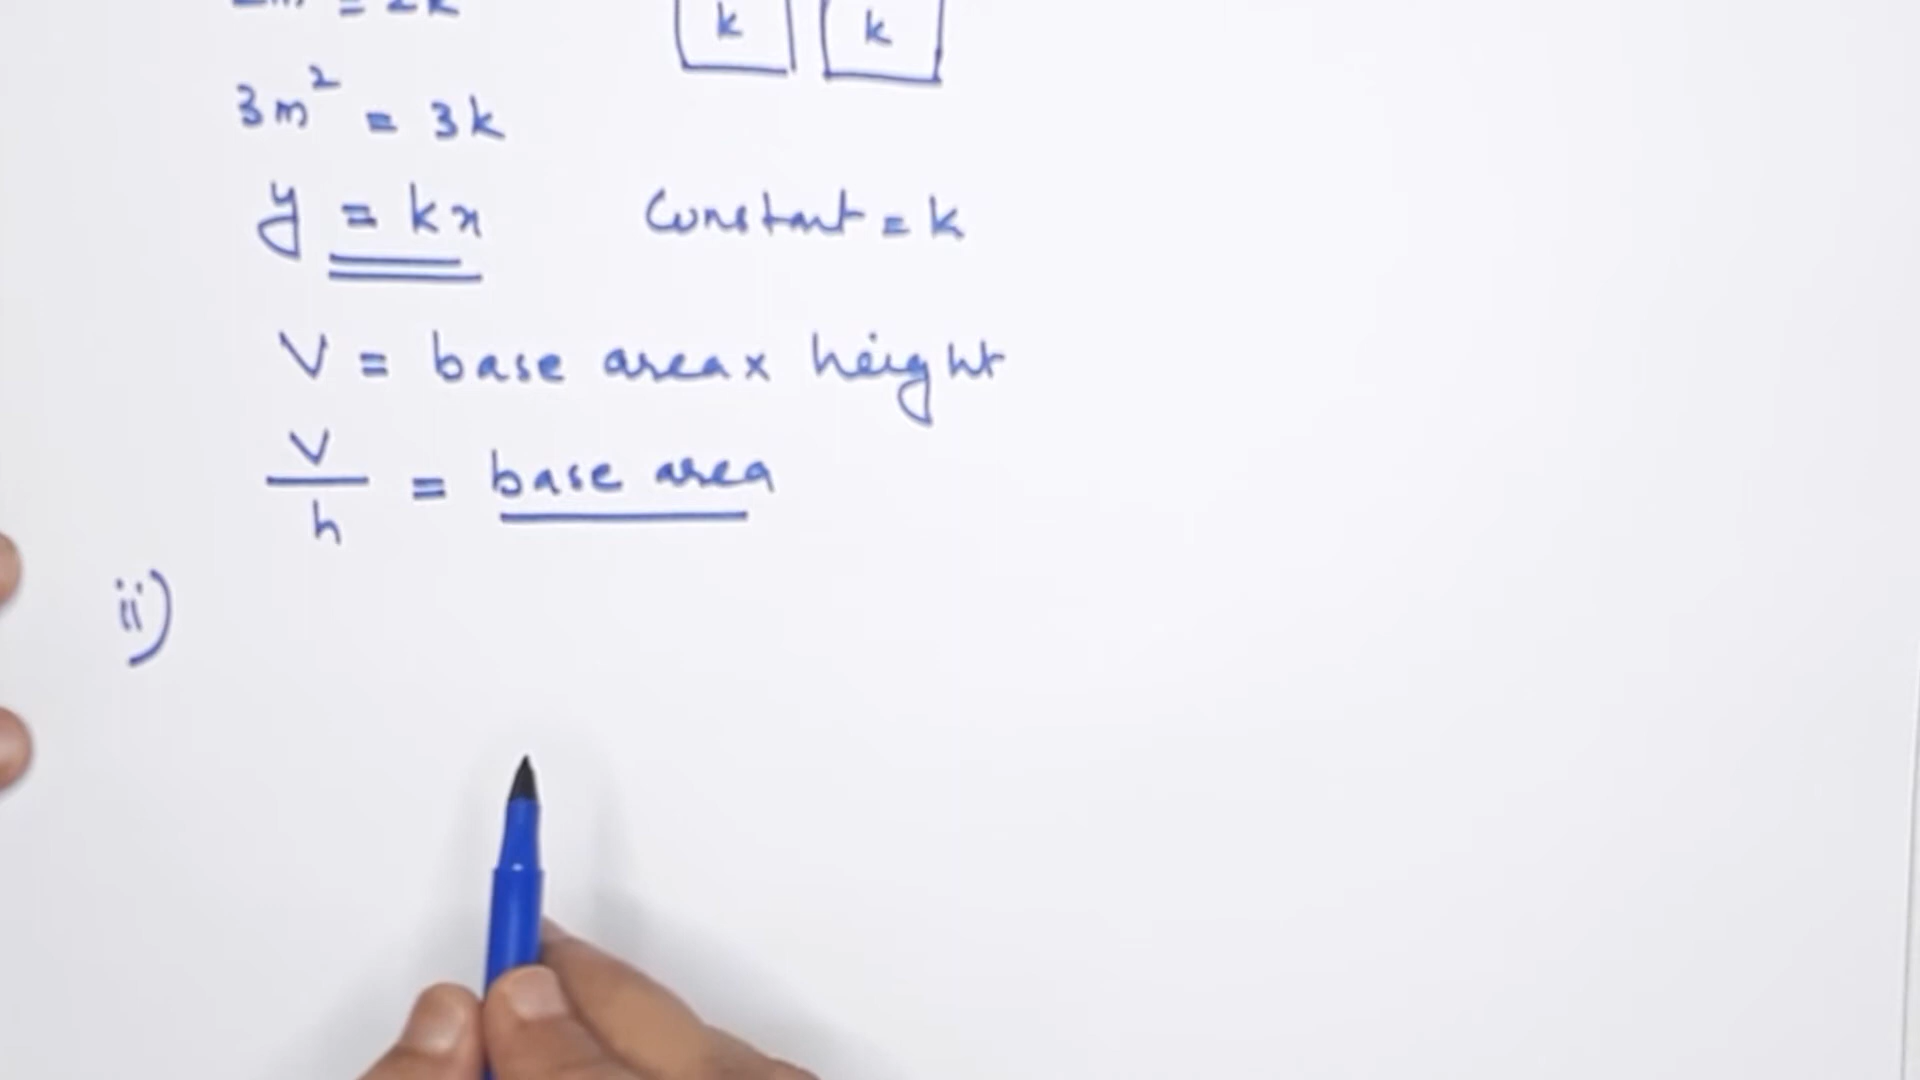 k k
3m² = 3k
y = kx Constant = k
V = base area x height
V/h = base area
ii)